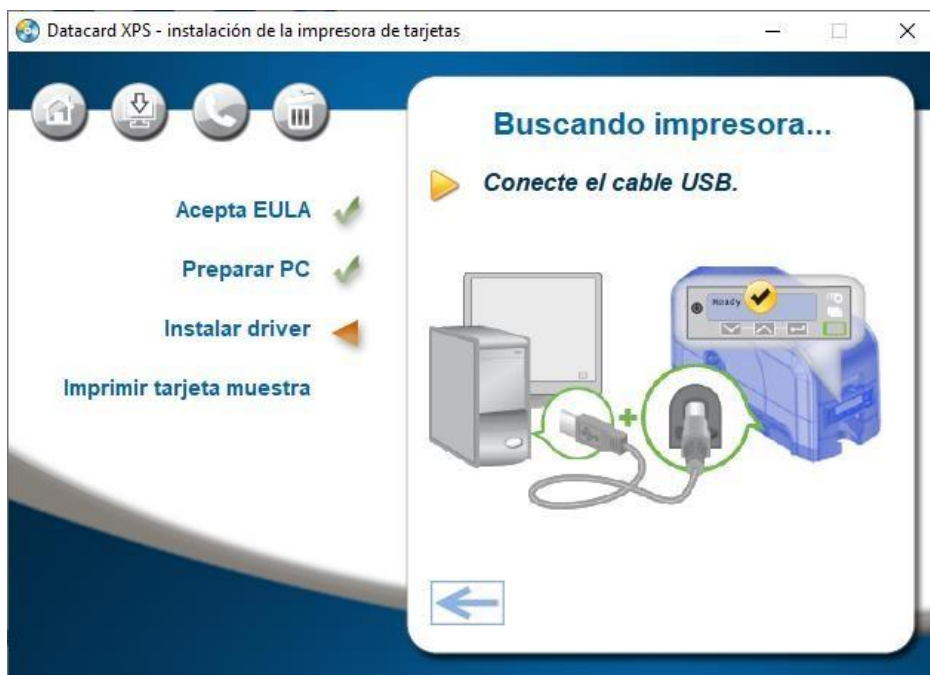 Datacard XPS - instalación de la impresora de tarjetas
Acepta EULA
Preparar PC
Instalar driver
Imprimir tarjeta muestra
Buscando impresora...
Conecte el cable USB.
Ready